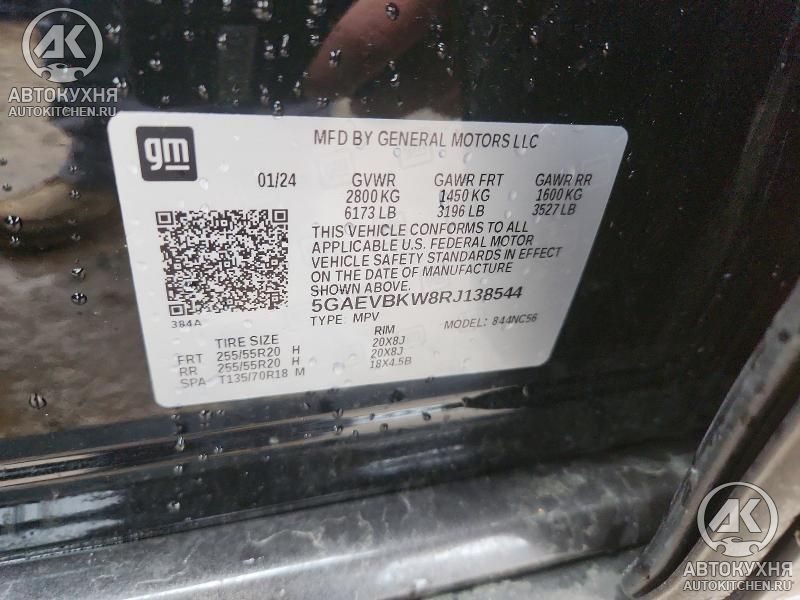 АК
АВТОКУХНЯ
AUTOKITCHEN.RU
gm
MFD BY GENERAL MOTORS LLC
01/24 GVWR GAWR FRT GAWR RR
2800 KG 1450 KG 1600 KG
6173 LB 3196 LB 3527 LB
THIS VEHICLE CONFORMS TO ALL
APPLICABLE U.S. FEDERAL MOTOR
VEHICLE SAFETY STANDARDS IN EFFECT
ON THE DATE OF MANUFACTURE
SHOWN ABOVE.
5GAEVBKW8RJ138544
384A
TYPE: MPV MODEL: 844NC56
TIRE SIZE RIM
FRT 255/55R20 H 20X8J
RR 255/55R20 H 20X8J
SPA T135/70R18 M 18X4.5B
АК
АВТОКУХНЯ
AUTOKITCHEN.RU